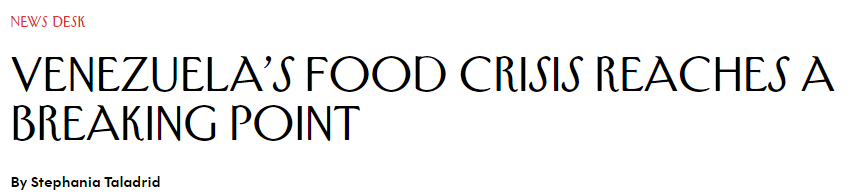 NEWS DESK
VENEZUELA'S FOOD CRISIS REACHES A
BREAKING POINT
By Stephania Taladrid